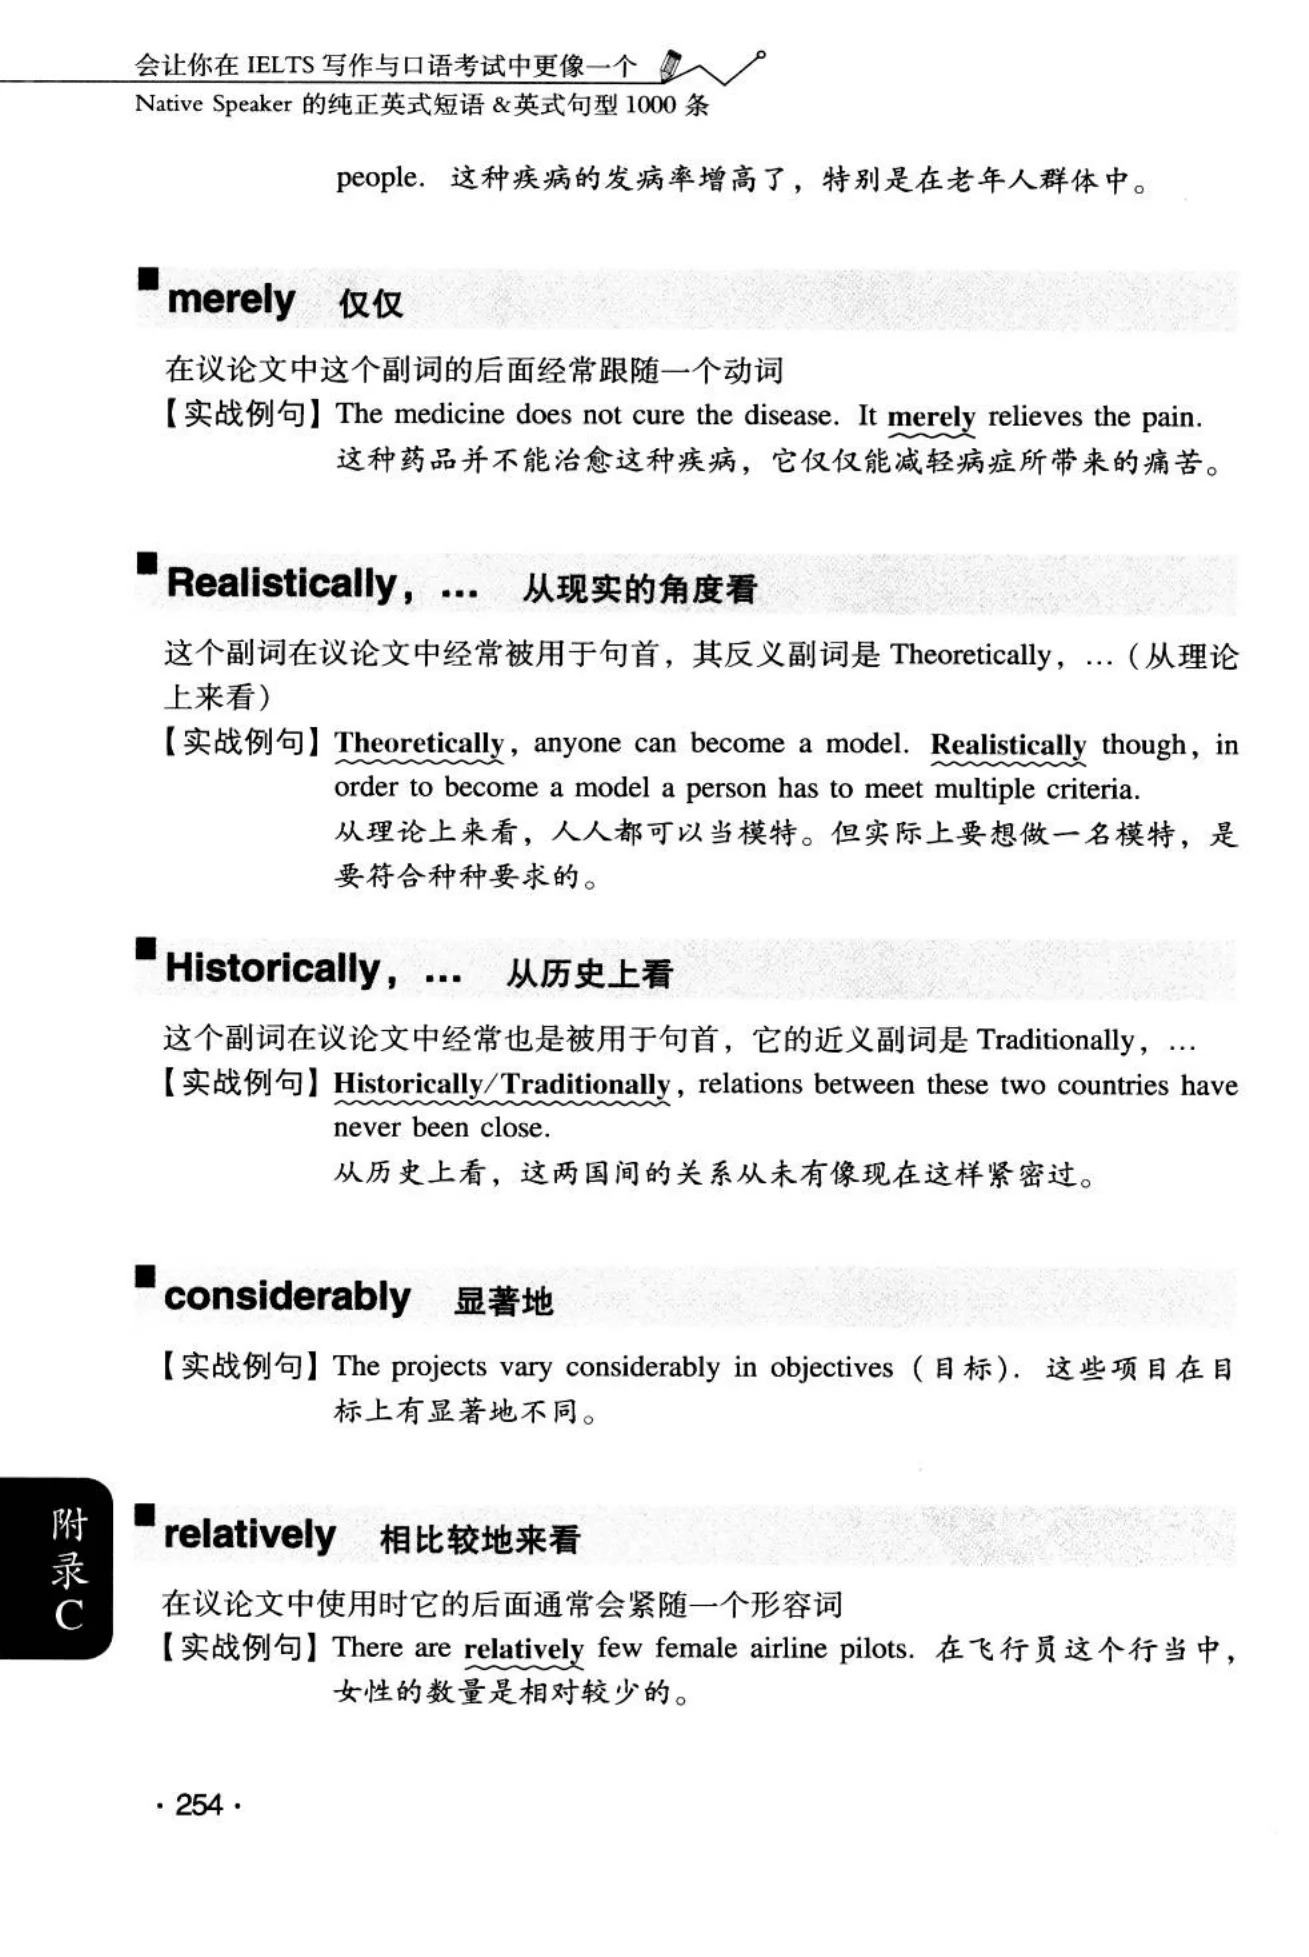 会让你在 IELTS 写作与口语考试中更像一个
Native Speaker 的纯正英式短语 &英式句型 1000 条
people. 这种疾病的发病率增高了，特别是在老年人群体中。
merely 仅仅
在议论文中这个副词的后面经常跟随一个动词
【实战例句】The medicine does not cure the disease. It merely relieves the pain.
这种药品并不能治愈这种疾病，它仅仅能减轻病症所带来的痛苦。
Realistically，… 从现实的角度看
这个副词在议论文中经常被用于句首，其反义副词是 Theoretically，…（从理论
上来看）
【实战例句】Theoretically，anyone can become a model. Realistically though，in
order to become a model a person has to meet multiple criteria.
从理论上来看，人人都可以当模特。但实际上要想做一名模特，是
要符合种种要求的。
Historically，… 从历史上看
这个副词在议论文中经常也是被用于句首，它的近义副词是 Traditionally，…
【实战例句】Historically/Traditionally，relations between these two countries have
never been close.
从历史上看，这两国间的关系从未有像现在这样紧密过。
considerably 显著地
【实战例句】The projects vary considerably in objectives（目标）. 这些项目在目
标上有显著地不同。
relatively 相比较地来看
在议论文中使用时它的后面通常会紧随一个形容词
【实战例句】There are relatively few female airline pilots. 在飞行员这个行当中，
女性的数量是相对较少的。
附录C
· 254 ·